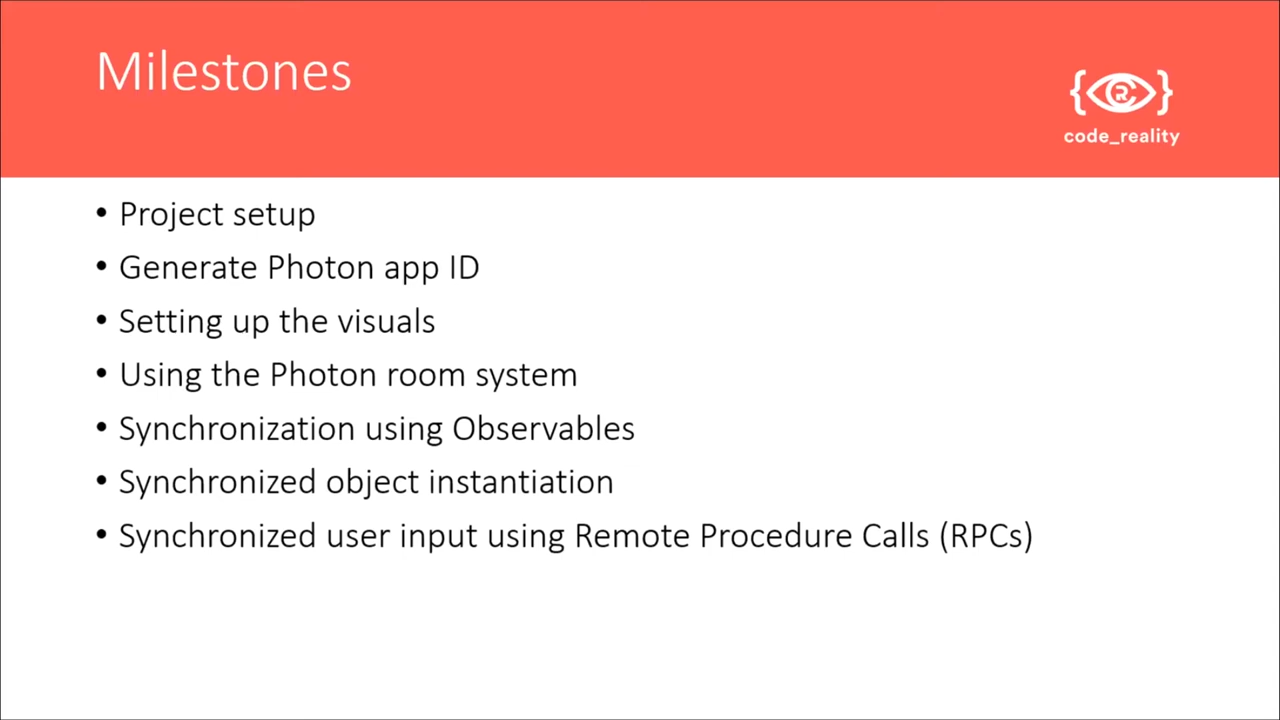 Milestones
{R}
code_reality
• Project setup
• Generate Photon app ID
• Setting up the visuals
• Using the Photon room system
• Synchronization using Observables
• Synchronized object instantiation
• Synchronized user input using Remote Procedure Calls (RPCs)